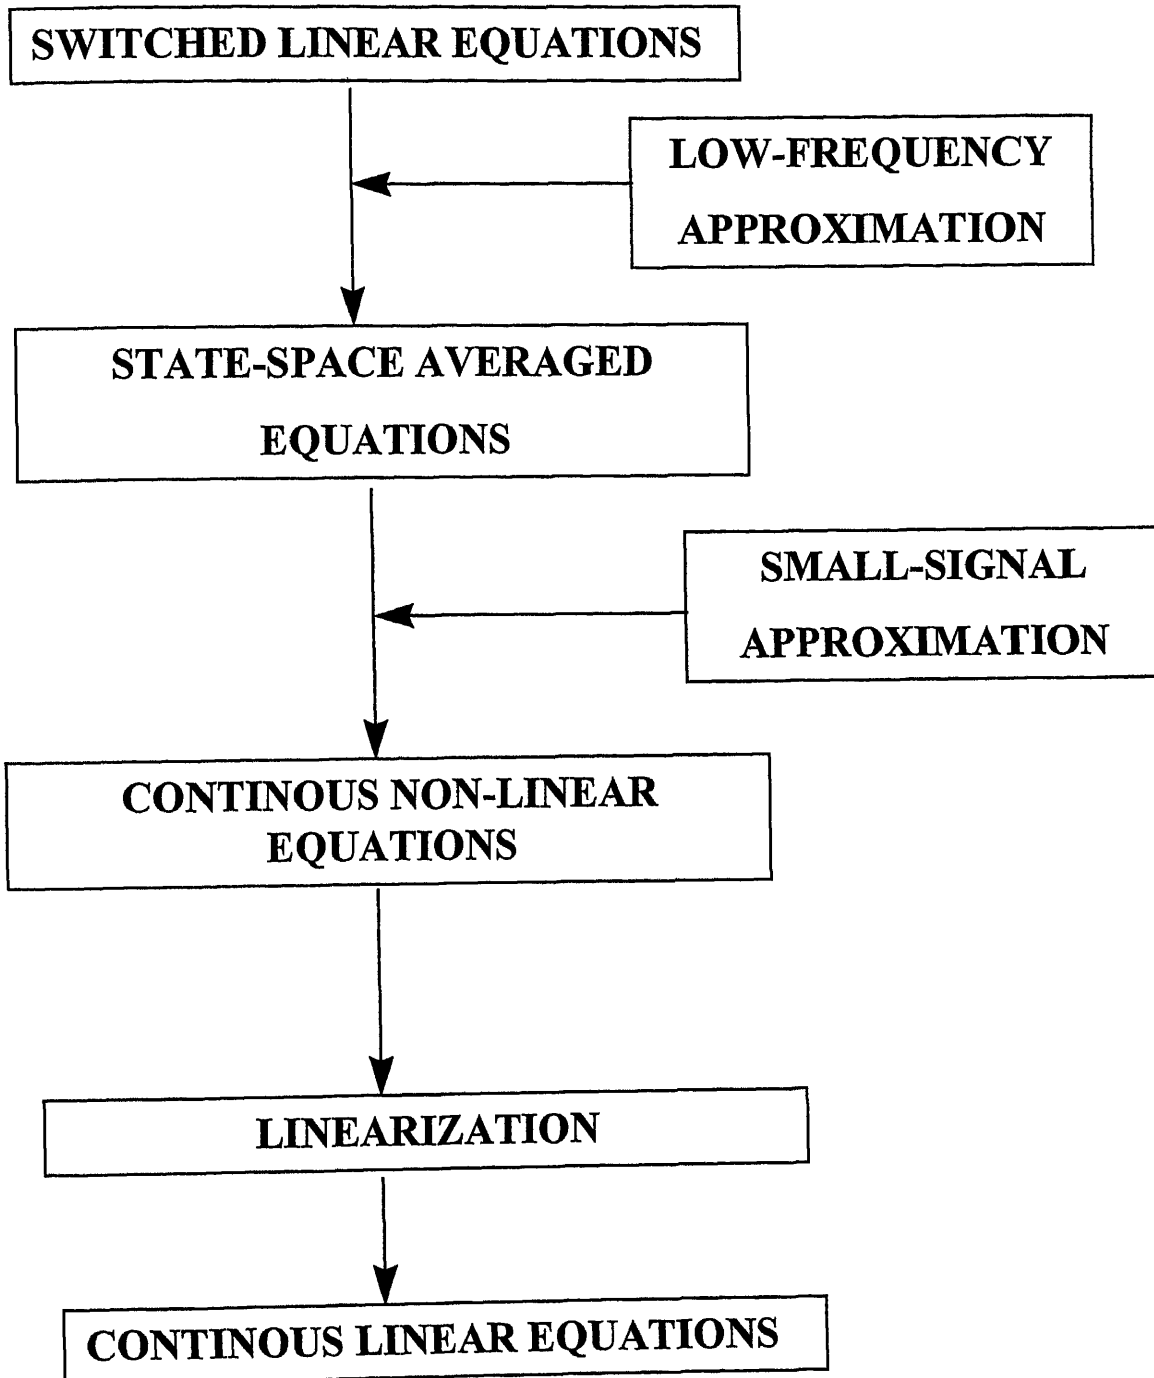 SWITCHED LINEAR EQUATIONS
LOW-FREQUENCY
APPROXIMATION
STATE-SPACE AVERAGED
EQUATIONS
SMALL-SIGNAL
APPROXIMATION
CONTINOUS NON-LINEAR
EQUATIONS
LINEARIZATION
CONTINOUS LINEAR EQUATIONS